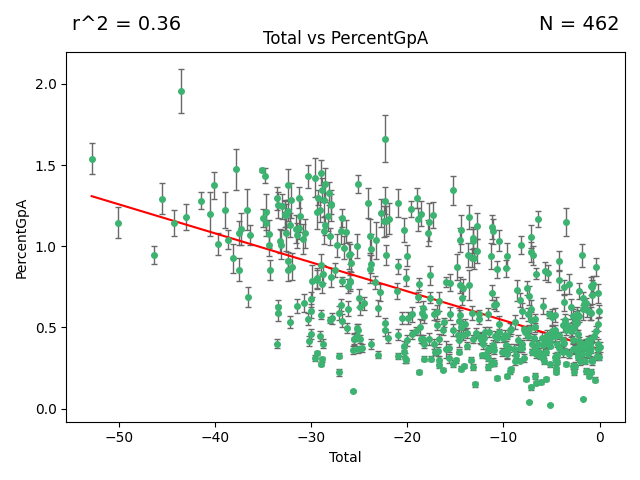 r^2 = 0.36
N = 462
Total vs PercentGpA
PercentGpA
2.0
1.5
1.0
0.5
0.0
−50
−40
−30
−20
−10
0
Total